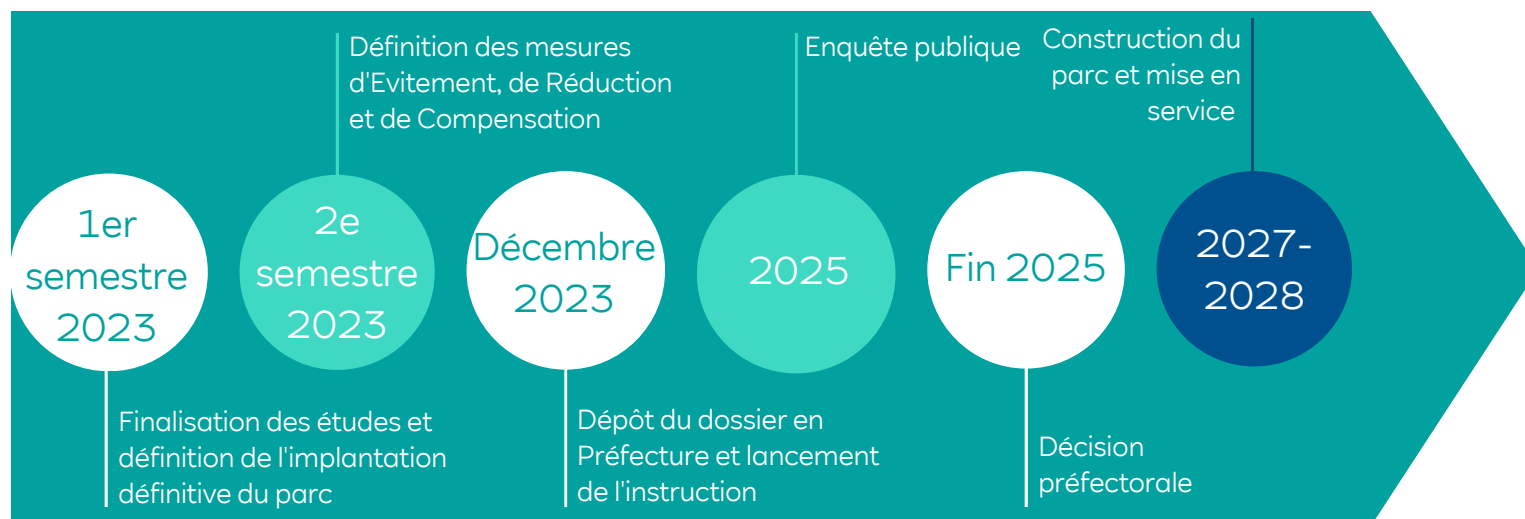 Définition des mesures
d'Evitement, de Réduction
et de Compensation
Enquête publique
Construction du
parc et mise en
service
1er
semestre
2023
2e
semestre
2023
Décembre
2023
2025
Fin 2025
2027-
2028
Finalisation des études et
définition de l'implantation
définitive du parc
Dépôt du dossier en
Préfecture et lancement
de l'instruction
Décision
préfectorale